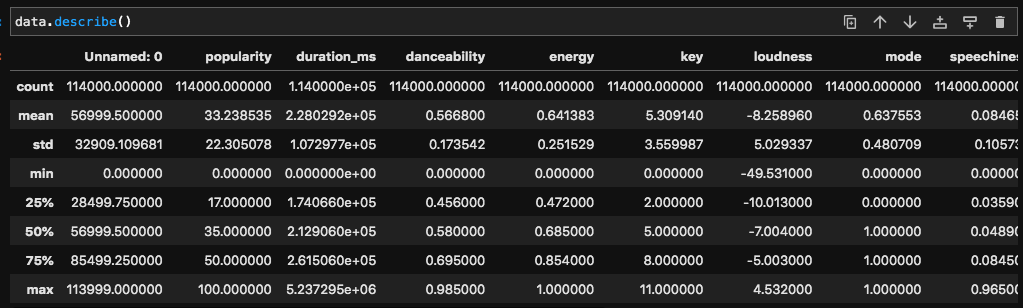 data.describe()
Unnamed: 0 popularity duration_ms danceability energy key loudness mode speechines
count 114000.000000 114000.000000 1.140000e+05 114000.000000 114000.000000 114000.000000 114000.000000 114000.000000 114000.00000
mean 56999.500000 33.238535 2.280292e+05 0.566800 0.641383 5.309140 -8.258960 0.637553 0.08465
std 32909.109681 22.305078 1.072977e+05 0.173542 0.251529 3.559987 5.029337 0.480709 0.10573
min 0.000000 0.000000 0.000000e+00 0.000000 0.000000 0.000000 -49.531000 0.000000 0.00000
25% 28499.750000 17.000000 1.740660e+05 0.456000 0.472000 2.000000 -10.013000 0.000000 0.03590
50% 56999.500000 35.000000 2.129060e+05 0.580000 0.685000 5.000000 -7.004000 1.000000 0.04890
75% 85499.250000 50.000000 2.615060e+05 0.695000 0.854000 8.000000 -5.003000 1.000000 0.08450
max 113999.000000 100.000000 5.237295e+06 0.985000 1.000000 11.000000 4.532000 1.000000 0.96500